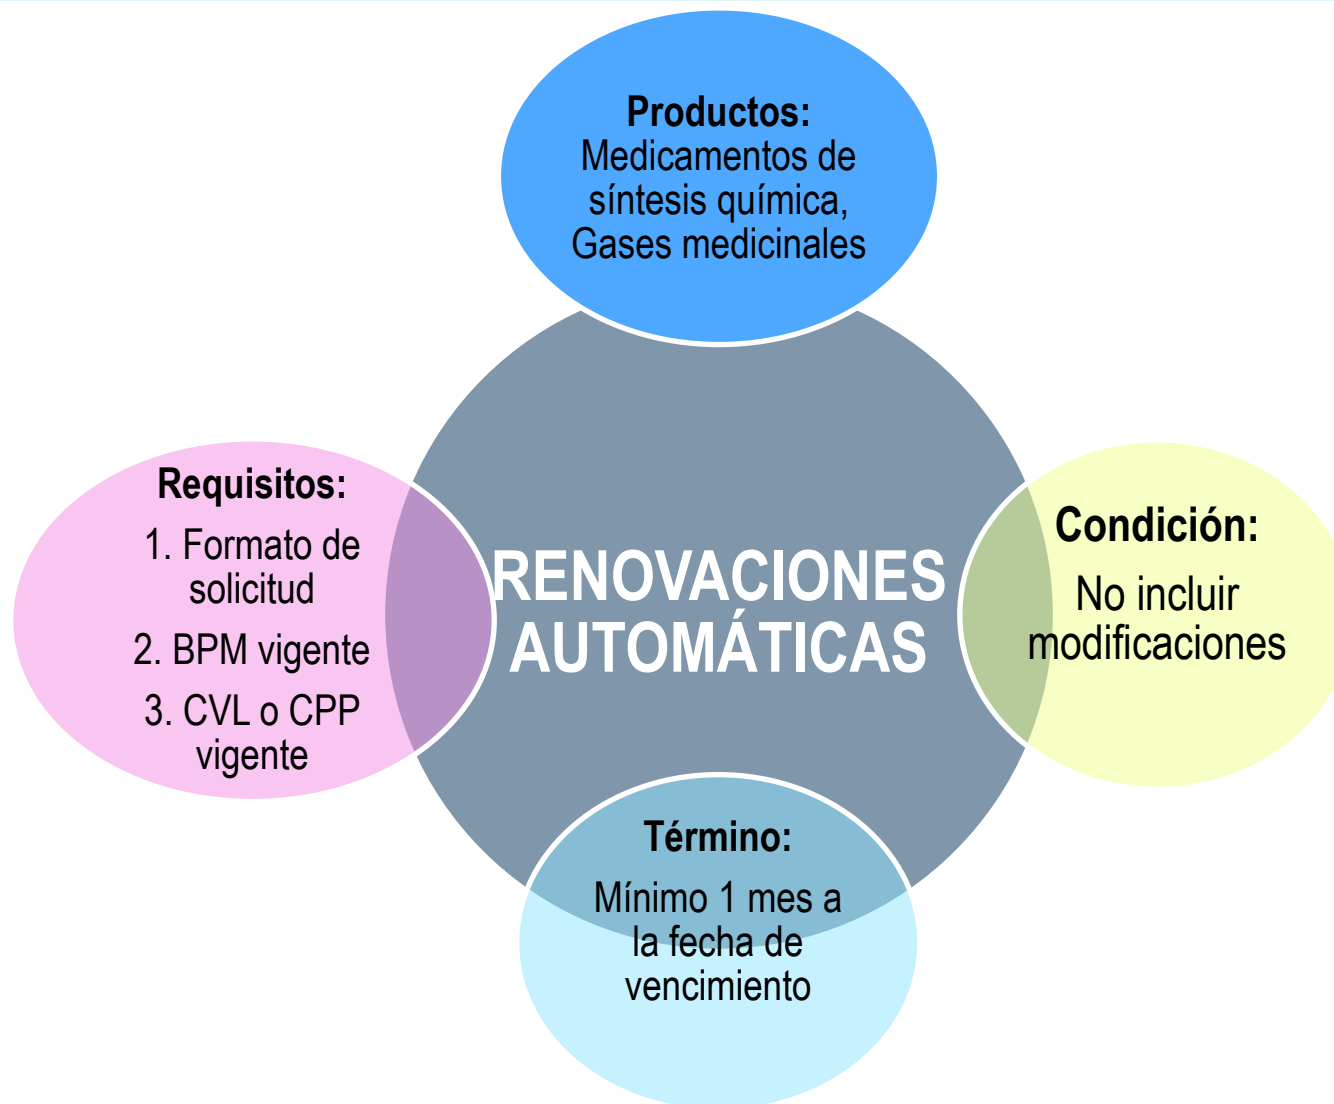 Productos:
Medicamentos de
síntesis química,
Gases medicinales
Requisitos:
1. Formato de
solicitud
2. BPM vigente
3. CVL o CPP
vigente
RENOVACIONES
AUTOMÁTICAS
Condición:
No incluir
modificaciones
Término:
Mínimo 1 mes a
la fecha de
vencimiento